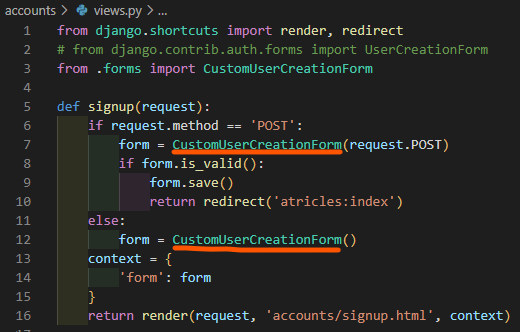 accounts > views.py > ...
1 from django.shortcuts import render, redirect
2 # from django.contrib.auth.forms import UserCreationForm
3 from .forms import CustomUserCreationForm
4
5 def signup(request):
6     if request.method == 'POST':
7         form = CustomUserCreationForm(request.POST)
8         if form.is_valid():
9             form.save()
10             return redirect('atricles:index')
11     else:
12         form = CustomUserCreationForm()
13     context = {
14         'form': form
15     }
16     return render(request, 'accounts/signup.html', context)
17